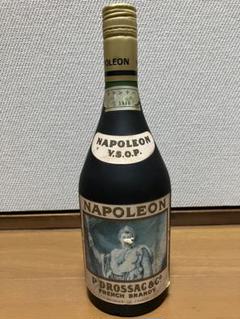 NAPOLEON
NAPOLEON
V.S.O.P.
NAPOLEON
P. DROSSAC & Co
FRENCH BRANDY